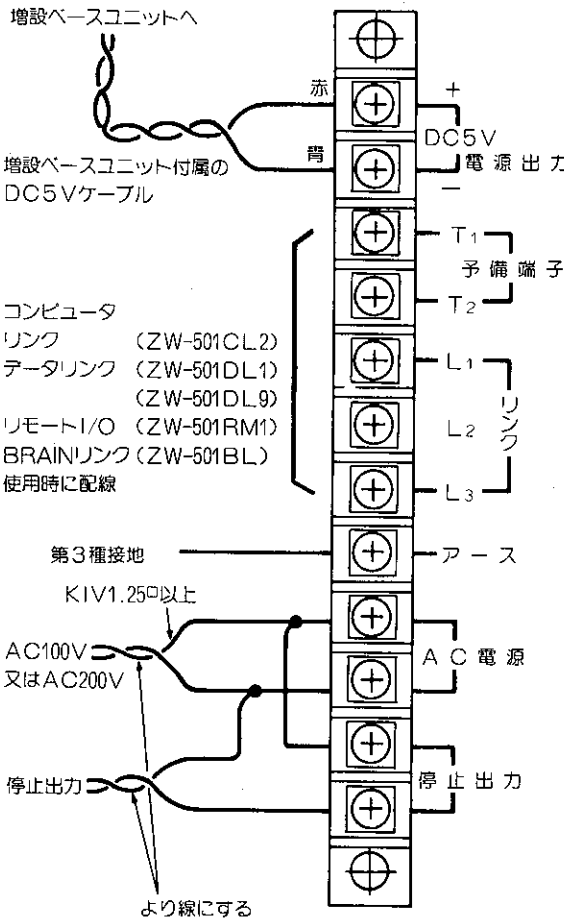 増設ベースユニットへ
赤
青
+
DC5V
電源出力
−
増設ベースユニット付属の
DC5Vケーブル
T1
予備端子
T2
コンピュータ
リンク (ZW-501CL2)
データリンク (ZW-501DL1)
(ZW-501DL9)
リモートI/O (ZW-501RM1)
BRAINリンク (ZW-501BL)
使用時に配線
L1
L2
L3
リンク
第3種接地
アース
KIV1.25□以上
AC100V
又はAC200V
AC電源
停止出力
停止出力
より線にする